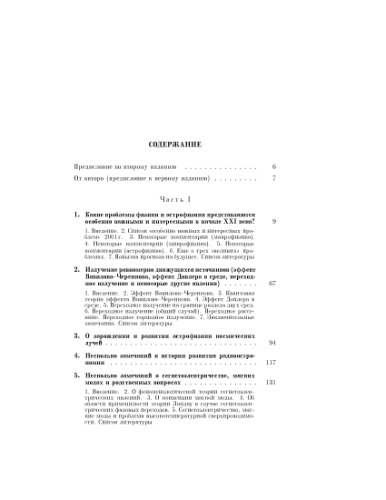 СОДЕРЖАНИЕ
Предисловие ко второму изданию . . . . . . . . . . . . . . . 6
От автора (предисловие к первому изданию) . . . . . . . . . . 7
Часть I
1. Какие проблемы физики и астрофизики представляются
особенно важными и интересными в начале XXI века? 9
1. Введение. 2. Список особенно важных и интересных проблем
2001 г. 3. Некоторые комментарии (макрофизика).
4. Некоторые комментарии (микрофизика). 5. Некоторые
комментарии (астрофизика). 6. Еще о трех «великих» проблемах.
7. Попытка прогноза на будущее. Список литературы
2. Излучение равномерно движущихся источников (эффект
Вавилова–Черенкова, эффект Доплера в среде, переходное
излучение и некоторые другие явления) . . . . . . . 67
1. Введение. 2. Эффект Вавилова–Черенкова. 3. Квантовая
теория эффекта Вавилова–Черенкова. 4. Эффект Доплера в
среде. 5. Переходное излучение на границе раздела двух сред.
6. Переходное излучение (общий случай). Переходное рассеяние.
Переходное тормозное излучение. 7. Заключительные
замечания. Список литературы
3. О зарождении и развитии астрофизики космических
лучей . . . . . . . . . . . . . . . . . . . . . . . . . . . 94
4. Несколько замечаний к истории развития радиоастрономии
. . . . . . . . . . . . . . . . . . . . . . . . . . . 117
5. Несколько замечаний о сегнетоэлектричестве, мягких
модах и родственных вопросах . . . . . . . . . . . . . . . 131
1. Введение. 2. О феноменологической теории сегнетоэлектрических
явлений. 3. О концепции мягкой моды. 4. Об
области применимости теории Ландау в случае сегнетоэлектрических
фазовых переходов. 5. Сегнетоэлектричество, мягкие
моды и проблема высокотемпературной сверхпроводимости.
Список литературы